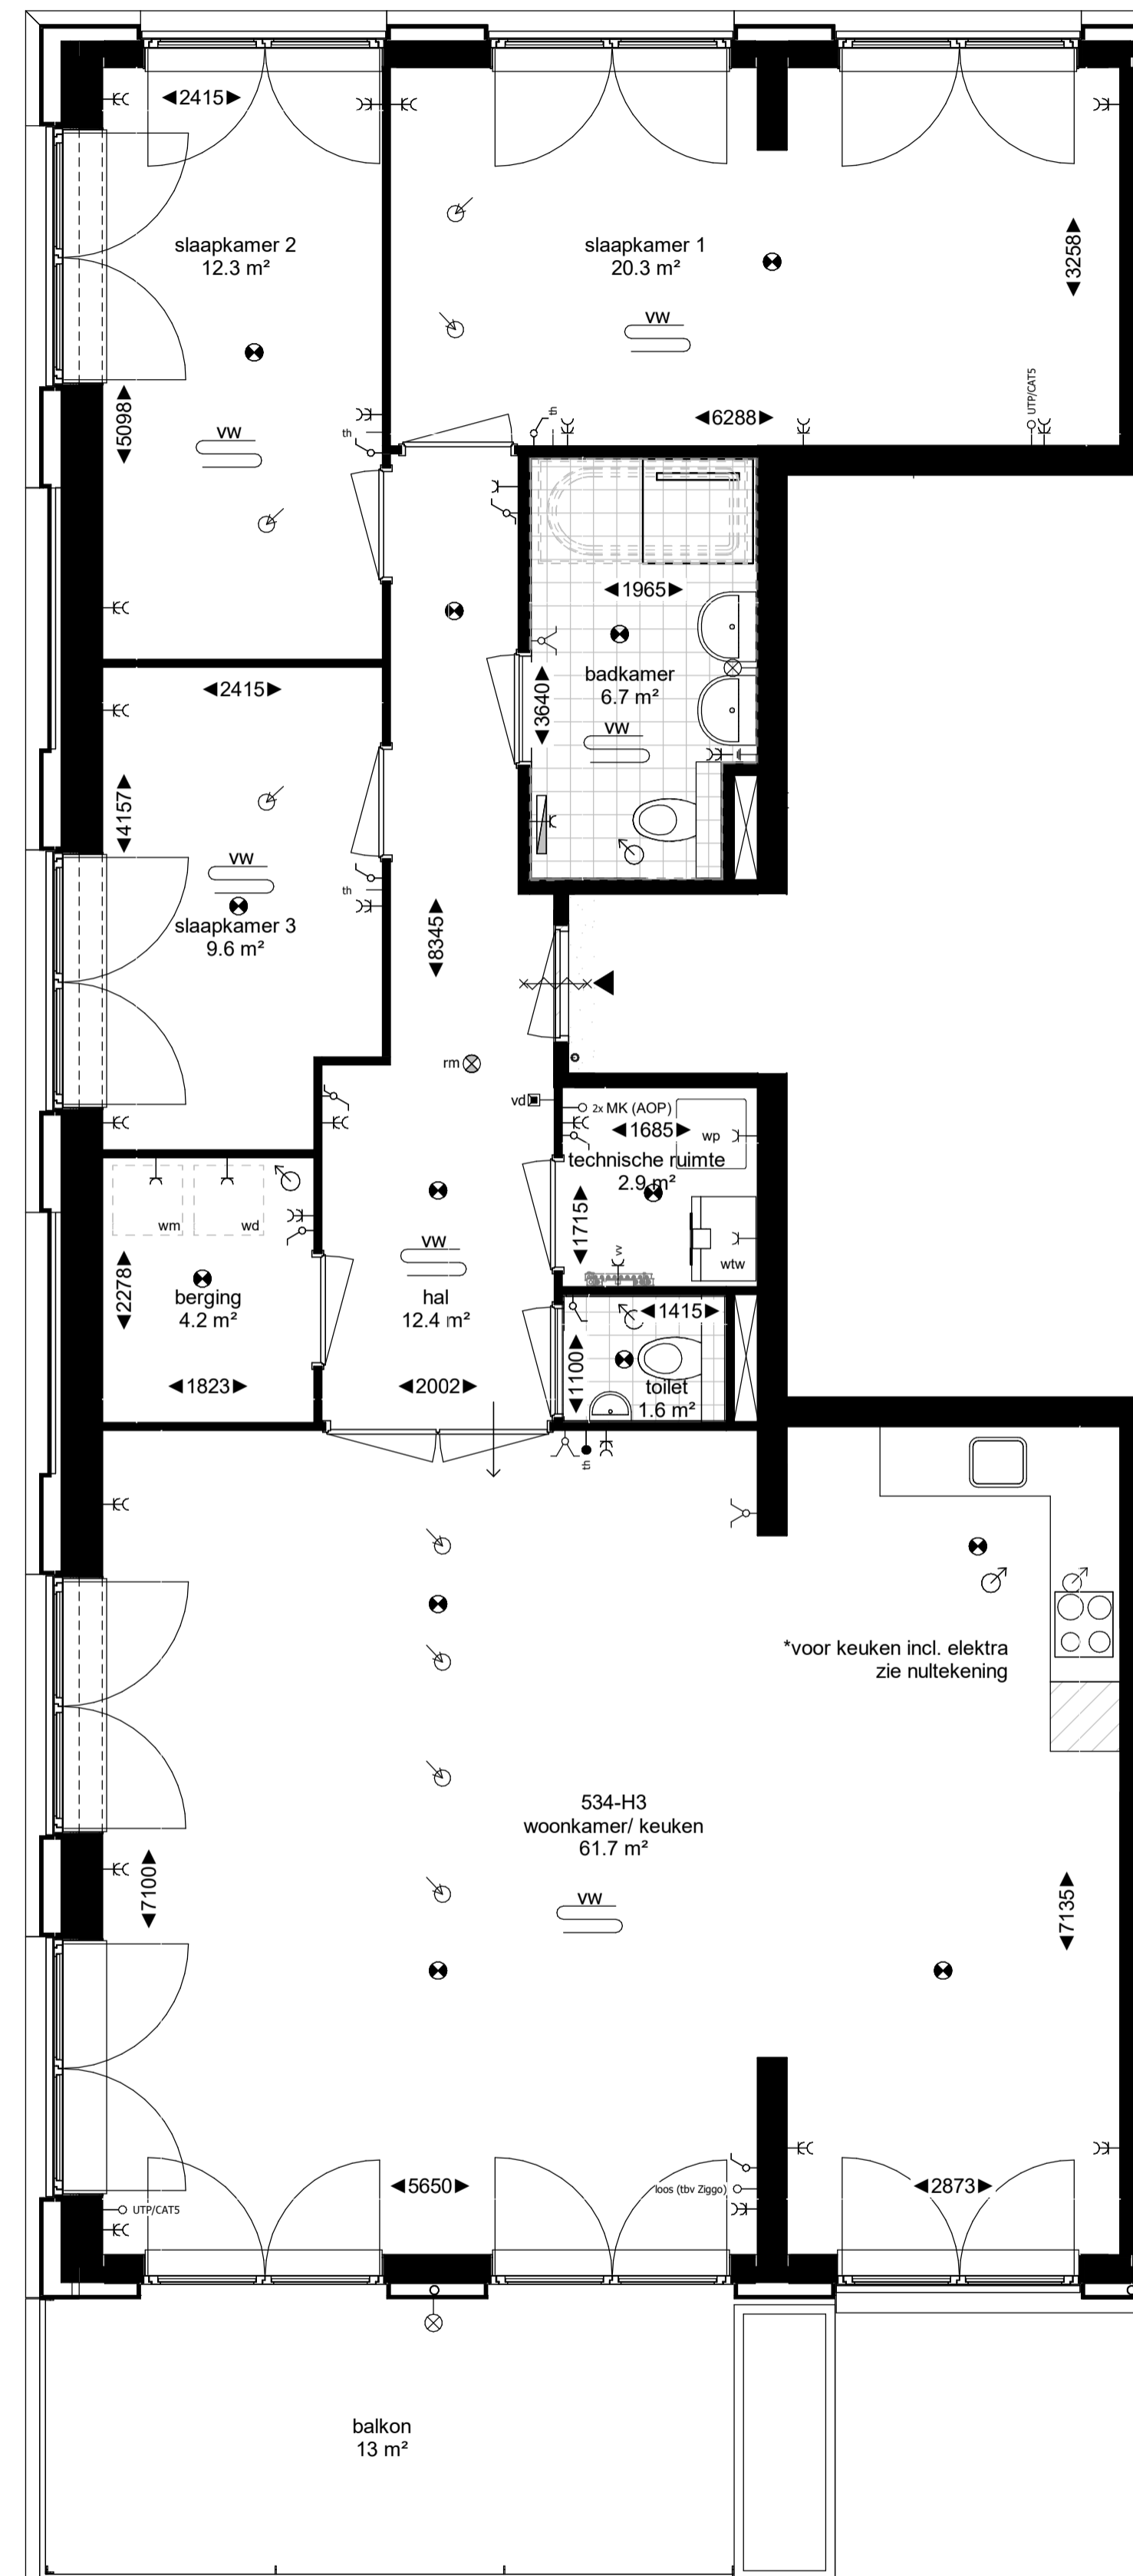 2415
slaapkamer 2
12.3 m²
slaapkamer 1
20.3 m²
3258
vw
UTP/CAT5
5098
vw
th
th
6288
1965
badkamer
6.7 m²
3640
vw
2415
4157
vw
th
slaapkamer 3
9.6 m²
8345
rm
vd
2x MK (AOP)
1685
wp
technische ruimte
2.9 m²
1715
vv
wtw
wm
wd
2278
berging
4.2 m²
1823
vw
hal
12.4 m²
2002
1415
1100
toilet
1.6 m²
th
*voor keuken incl. elektra
zie nultekening
534-H3
woonkamer/ keuken
61.7 m²
vw
7100
7135
5650
loos (tbv Ziggo)
2873
UTP/CAT5
balkon
13 m²